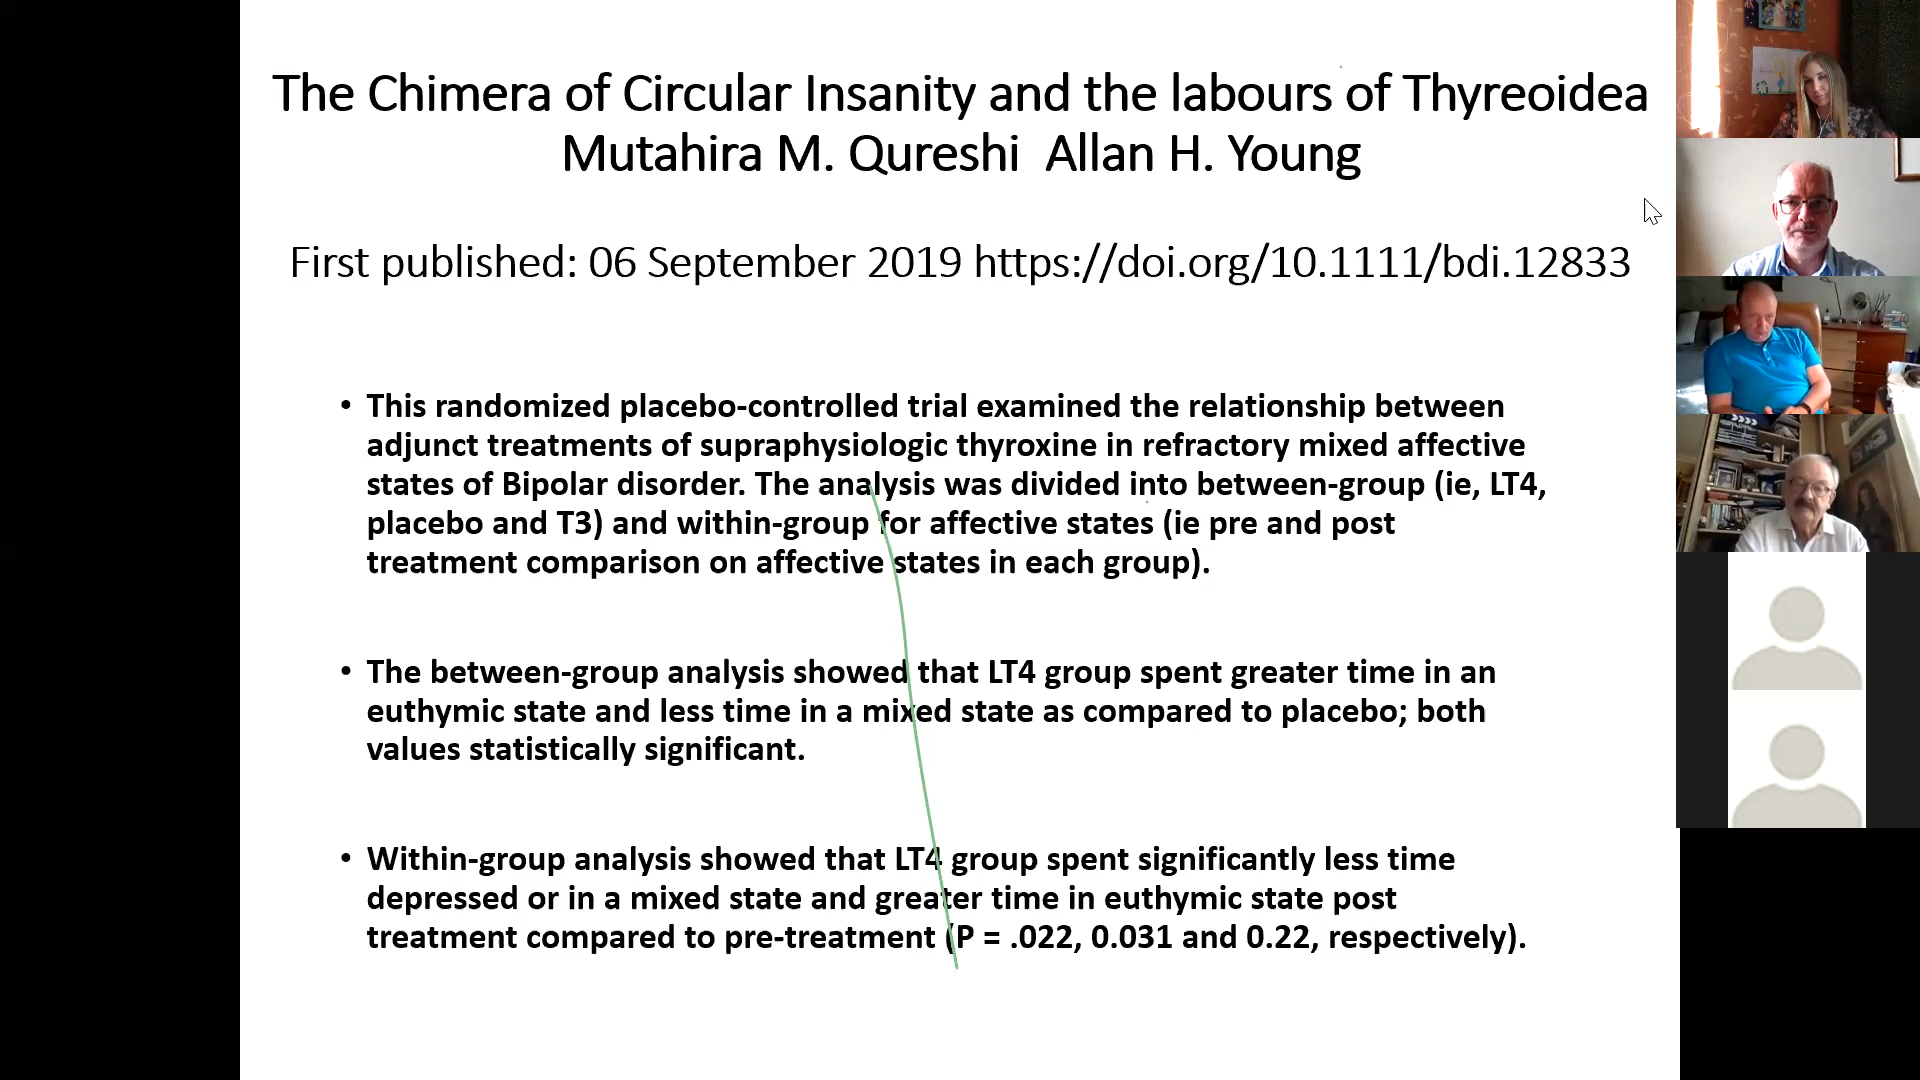 The Chimera of Circular Insanity and the labours of Thyreoidea
Mutahira M. Qureshi  Allan H. Young
First published: 06 September 2019 https://doi.org/10.1111/bdi.12833
• This randomized placebo-controlled trial examined the relationship between
adjunct treatments of supraphysiologic thyroxine in refractory mixed affective
states of Bipolar disorder. The analysis was divided into between-group (ie, LT4,
placebo and T3) and within-group for affective states (ie pre and post
treatment comparison on affective states in each group).
• The between-group analysis showed that LT4 group spent greater time in an
euthymic state and less time in a mixed state as compared to placebo; both
values statistically significant.
• Within-group analysis showed that LT4 group spent significantly less time
depressed or in a mixed state and greater time in euthymic state post
treatment compared to pre-treatment (P = .022, 0.031 and 0.22, respectively).